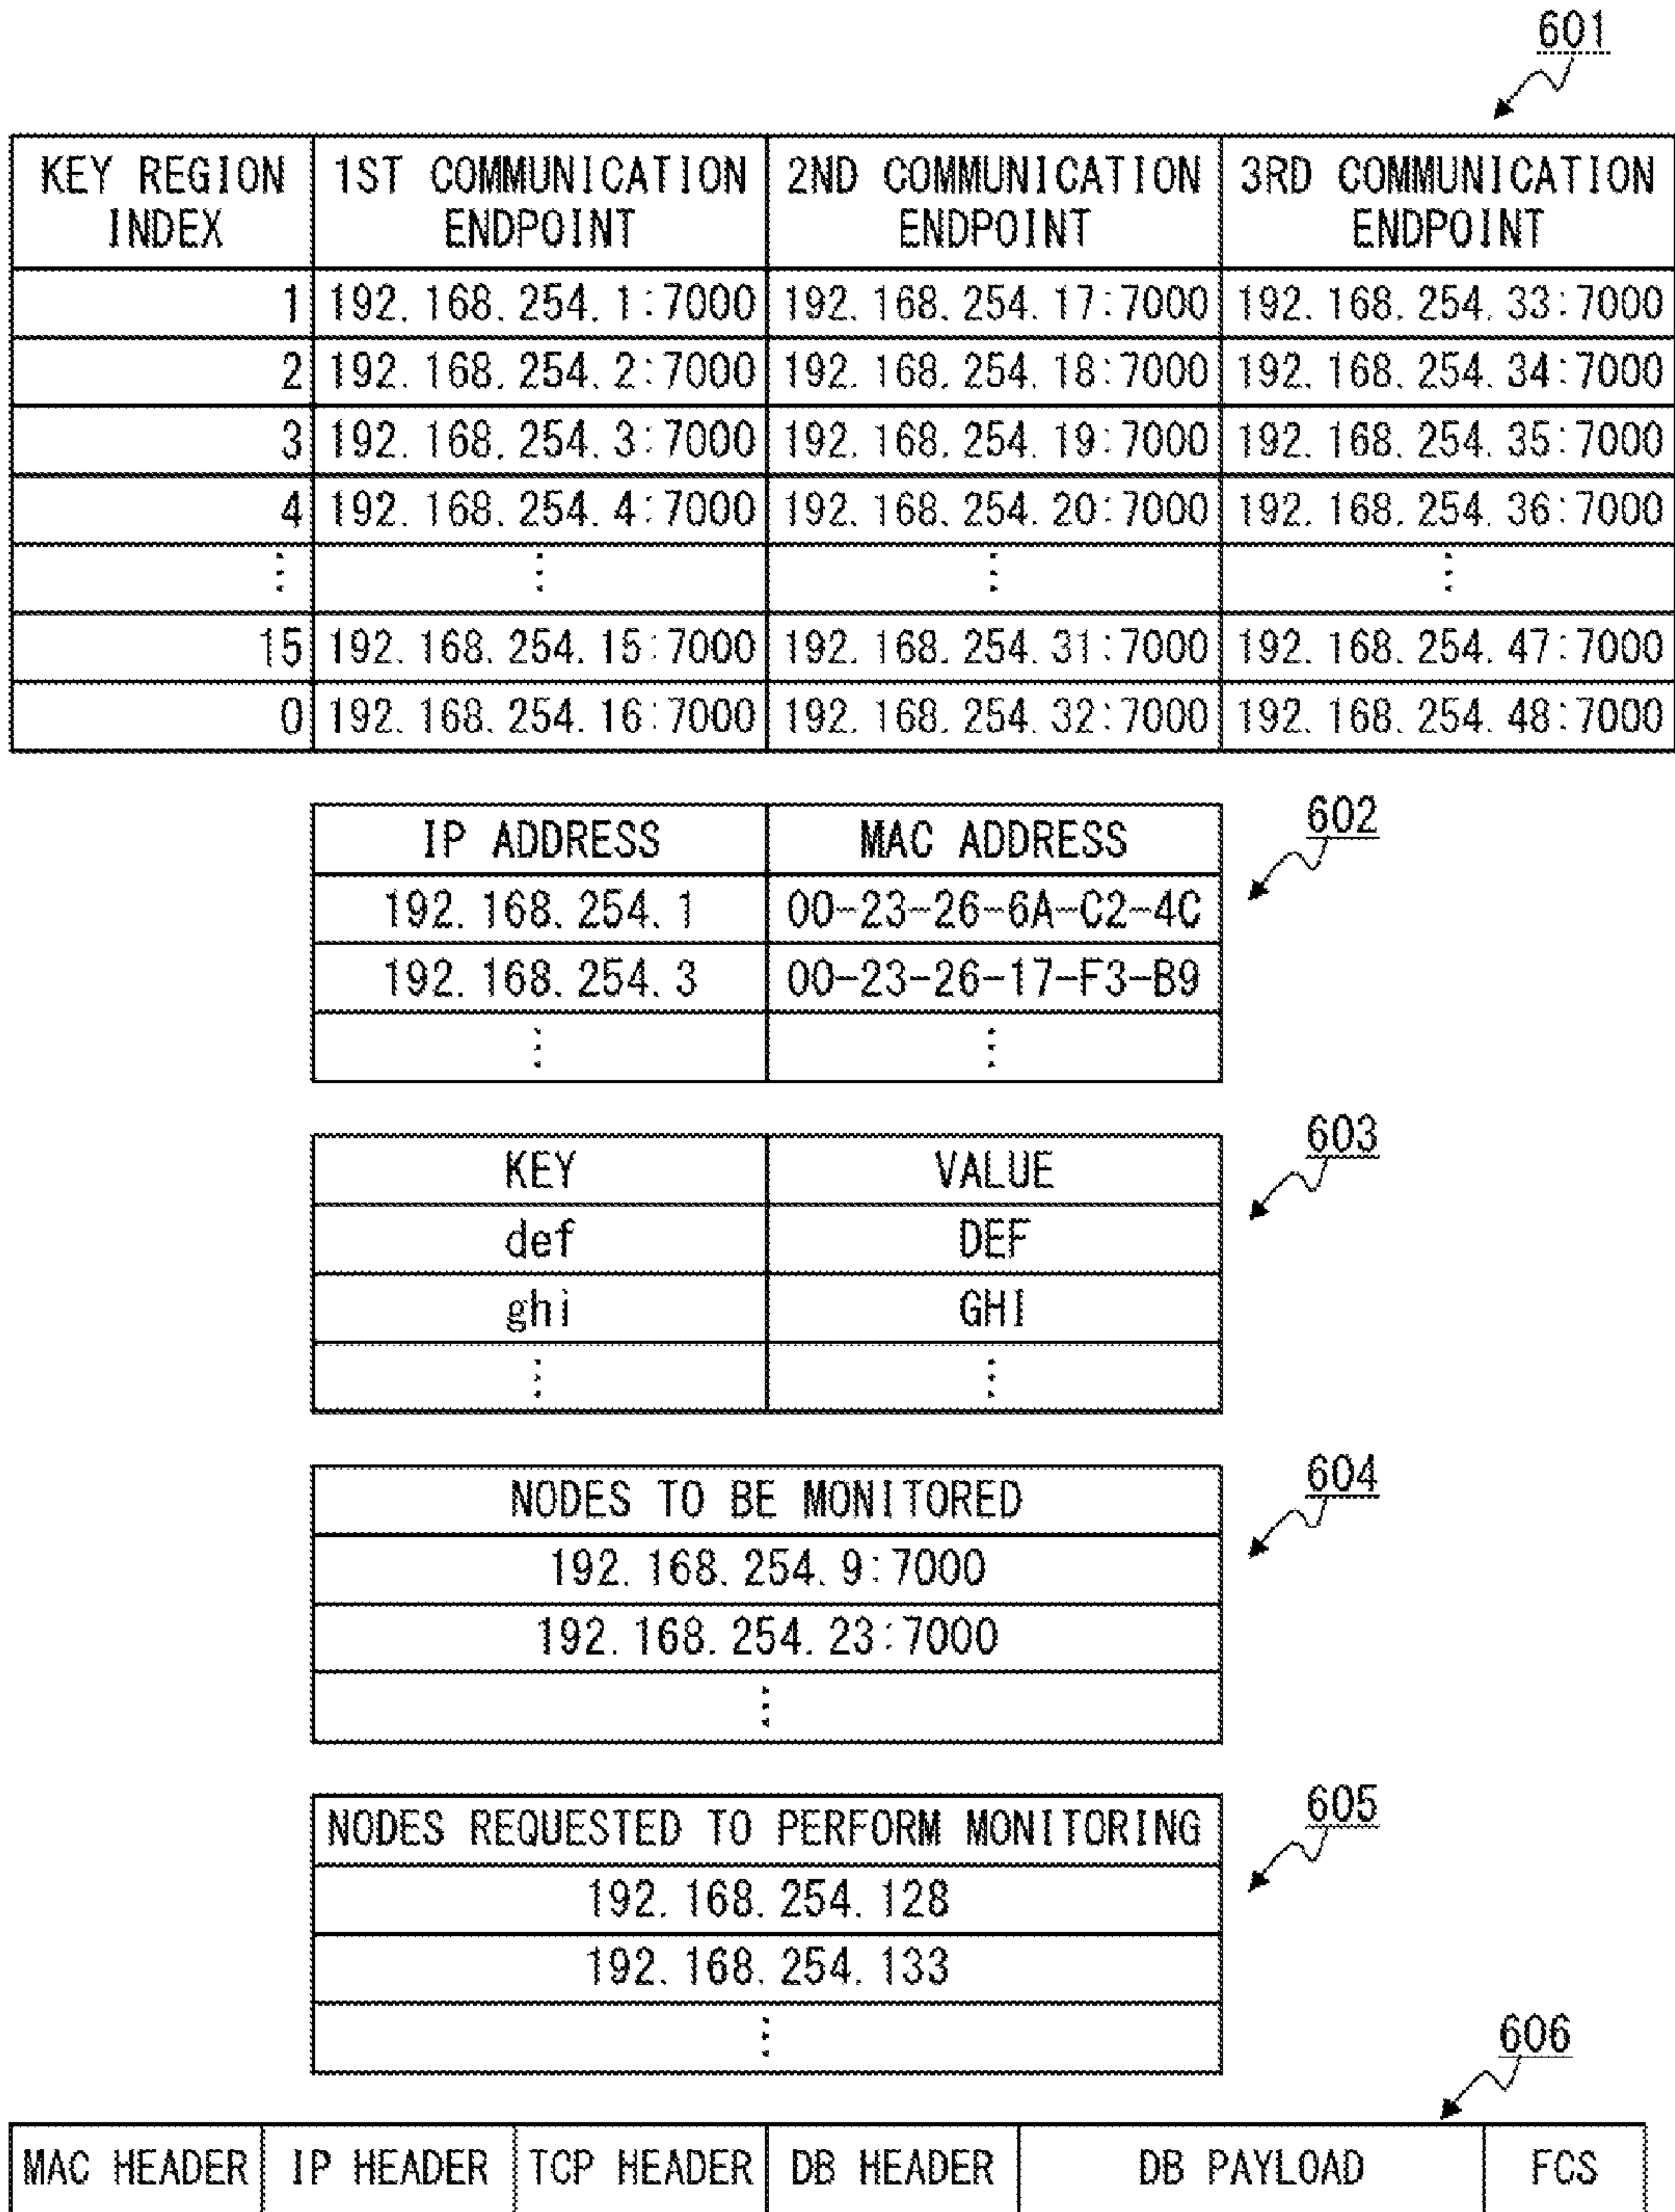 601
KEY REGION INDEX 1ST COMMUNICATION ENDPOINT 2ND COMMUNICATION ENDPOINT 3RD COMMUNICATION ENDPOINT
1 192.168.254.1:7000 192.168.254.17:7000 192.168.254.33:7000
2 192.168.254.2:7000 192.168.254.18:7000 192.168.254.34:7000
3 192.168.254.3:7000 192.168.254.19:7000 192.168.254.35:7000
4 192.168.254.4:7000 192.168.254.20:7000 192.168.254.36:7000
⋮ ⋮ ⋮ ⋮
15 192.168.254.15:7000 192.168.254.31:7000 192.168.254.47:7000
0 192.168.254.16:7000 192.168.254.32:7000 192.168.254.48:7000
602
IP ADDRESS MAC ADDRESS
192.168.254.1 00-23-26-6A-C2-4C
192.168.254.3 00-23-26-17-F3-B9
⋮ ⋮
603
KEY VALUE
def DEF
ghi GHI
⋮ ⋮
604
NODES TO BE MONITORED
192.168.254.9:7000
192.168.254.23:7000
⋮
605
NODES REQUESTED TO PERFORM MONITORING
192.168.254.128
192.168.254.133
⋮
606
MAC HEADER IP HEADER TCP HEADER DB HEADER DB PAYLOAD FCS